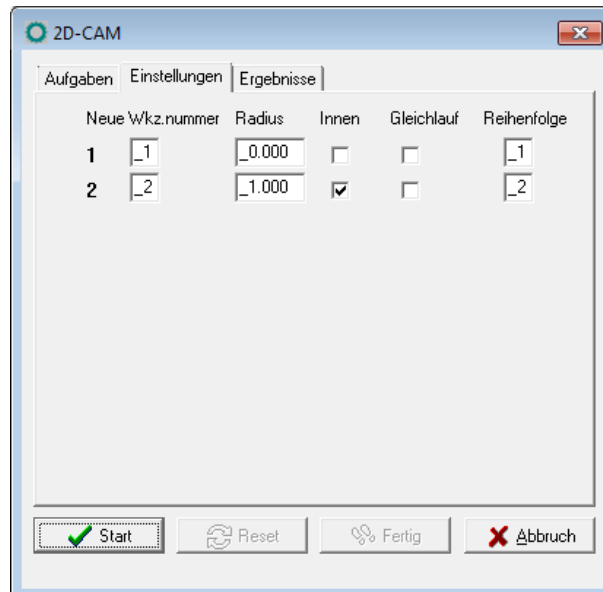 2D-CAM
Aufgaben Einstellungen Ergebnisse
Neue Wkz.nummer Radius Innen Gleichlauf Reihenfolge
1 _1 _0.000 _1
2 _2 _1.000 _2
Start Reset Fertig Abbruch